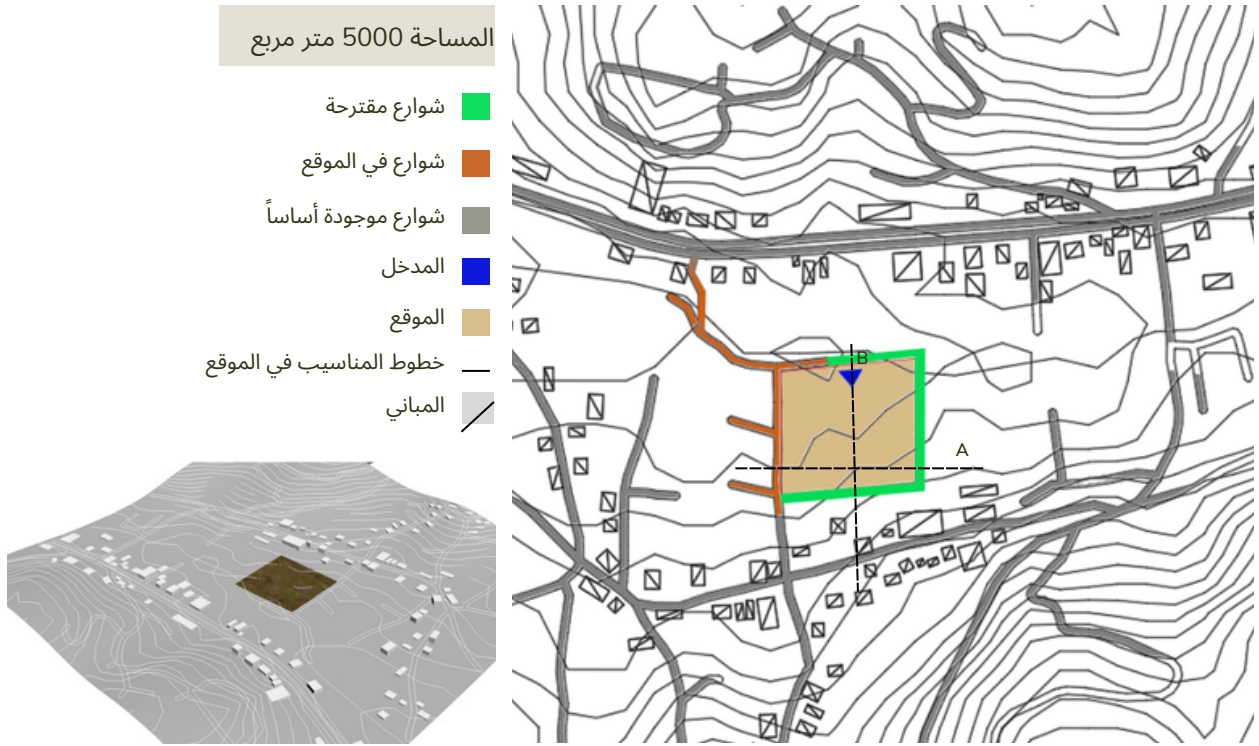 المساحة 5000 متر مربع
شوارع مقترحة
شوارع في الموقع
شوارع موجودة أساساً
المدخل
الموقع
خطوط المناسيب في الموقع
المباني
B
A